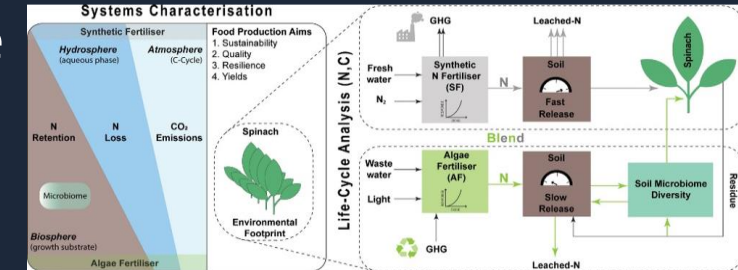 e
Systems Characterisation
Synthetic Fertiliser
Hydrosphere
(aqueous phase)
Atmosphere
(C-Cycle)
N
Retention
N
Loss
CO₂
Emissions
Microbiome
Biosphere
(growth substrate)
Algae Fertiliser
Food Production Aims
1. Sustainability
2. Quality
3. Resilience
4. Yields
Spinach
Environmental
Footprint
Life-Cycle Analysis (N,C)
GHG
Leached-N
Fresh
water
N₂
Synthetic
N Fertiliser
(SF)
N
Soil
Fast
Release
Spinach
Blend
Waste
water
Light
Algae
Fertiliser
(AF)
N
Soil
Slow
Release
Soil Microbiome
Diversity
Residue
GHG
Leached-N